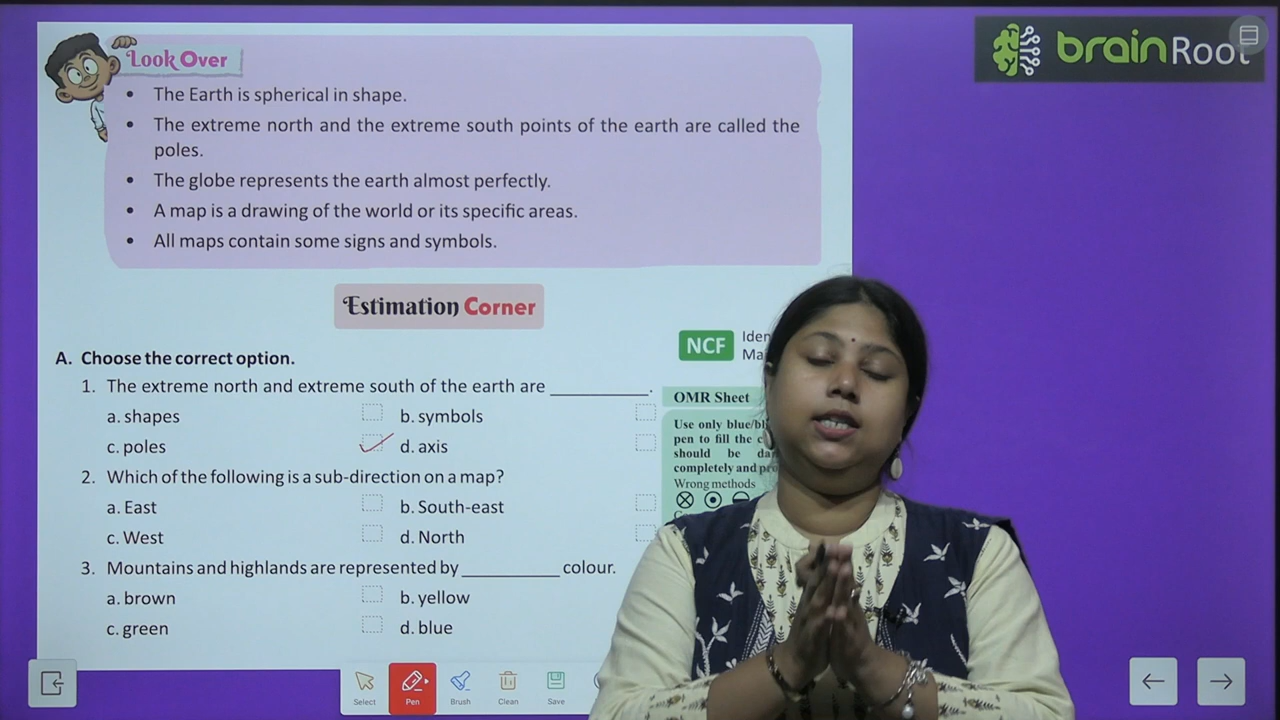 Look Over
brainRoot
• The Earth is spherical in shape.
• The extreme north and the extreme south points of the earth are called the
poles.
• The globe represents the earth almost perfectly.
• A map is a drawing of the world or its specific areas.
• All maps contain some signs and symbols.
Estimation Corner
NCF
A. Choose the correct option.
1. The extreme north and extreme south of the earth are __________.
a. shapes
b. symbols
c. poles
d. axis
2. Which of the following is a sub-direction on a map?
a. East
b. South-east
c. West
d. North
3. Mountains and highlands are represented by __________ colour.
a. brown
b. yellow
c. green
d. blue
OMR Sheet
Use only blue/
pen to fill the
should be
completely and
Wrong methods
Select
Pen
Brush
Clean
Save